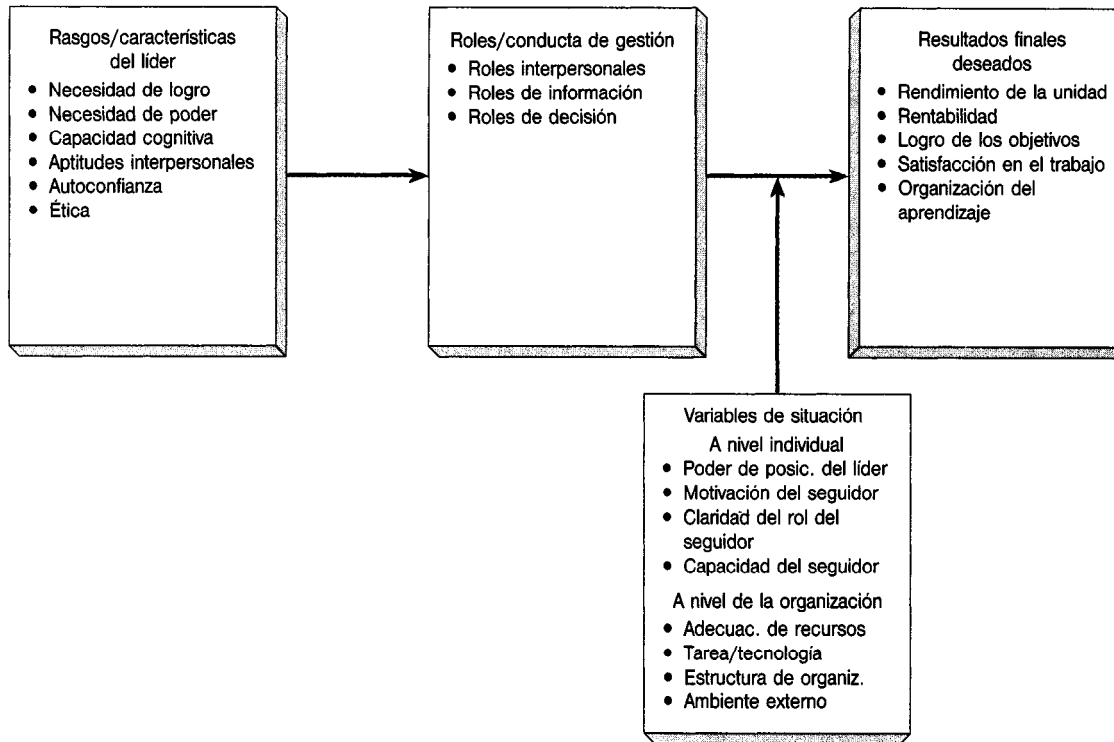 Rasgos/características
del líder
• Necesidad de logro
• Necesidad de poder
• Capacidad cognitiva
• Aptitudes interpersonales
• Autoconfianza
• Ética
Roles/conducta de gestión
• Roles interpersonales
• Roles de información
• Roles de decisión
Resultados finales
deseados
• Rendimiento de la unidad
• Rentabilidad
• Logro de los objetivos
• Satisfacción en el trabajo
• Organización del
aprendizaje
Variables de situación
A nivel individual
• Poder de posic. del líder
• Motivación del seguidor
• Claridad del rol del
seguidor
• Capacidad del seguidor
A nivel de la organización
• Adecuac. de recursos
• Tarea/tecnología
• Estructura de organiz.
• Ambiente externo